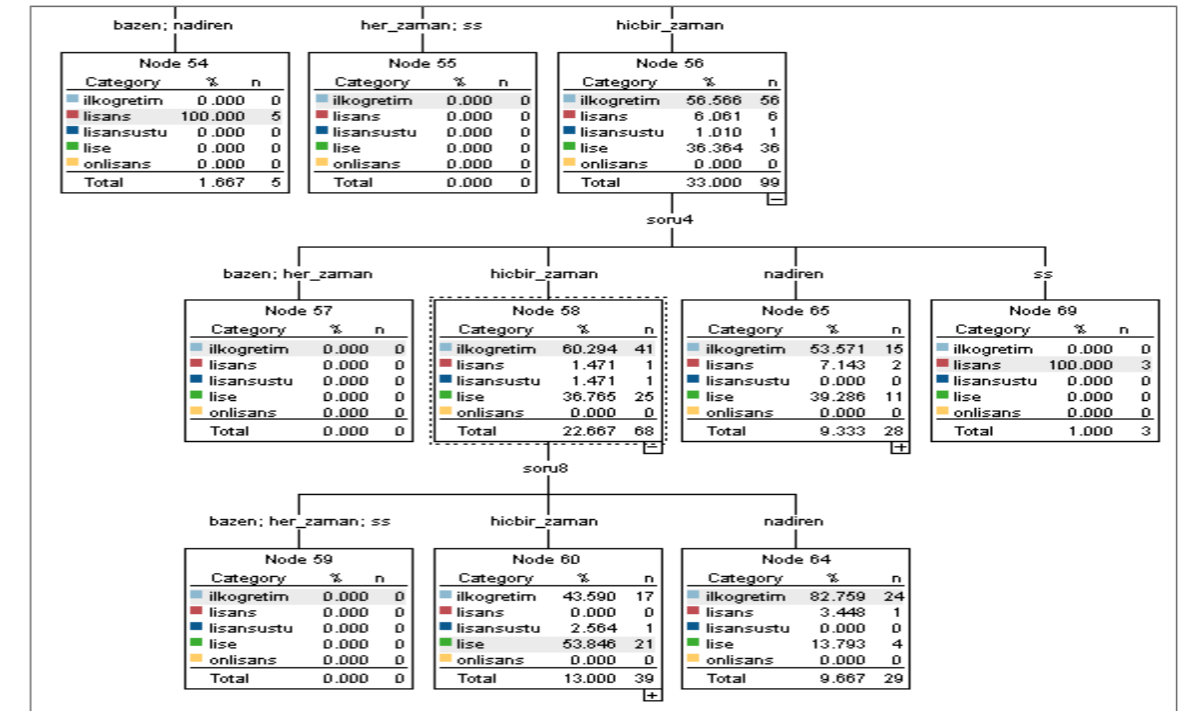 bazen; nadiren her_zaman; ss hicbir_zaman
Node 54
Category % n
ilkogretim 0.000 0
lisans 100.000 5
lisansustu 0.000 0
lise 0.000 0
onlisans 0.000 0
Total 1.667 5
Node 55
Category % n
ilkogretim 0.000 0
lisans 0.000 0
lisansustu 0.000 0
lise 0.000 0
onlisans 0.000 0
Total 0.000 0
Node 56
Category % n
ilkogretim 56.566 56
lisans 6.061 6
lisansustu 1.010 1
lise 36.364 36
onlisans 0.000 0
Total 33.000 99
soru4
bazen; her_zaman hicbir_zaman nadiren ss
Node 57
Category % n
ilkogretim 0.000 0
lisans 0.000 0
lisansustu 0.000 0
lise 0.000 0
onlisans 0.000 0
Total 0.000 0
Node 58
Category % n
ilkogretim 60.294 41
lisans 1.471 1
lisansustu 1.471 1
lise 36.765 25
onlisans 0.000 0
Total 22.667 68
Node 65
Category % n
ilkogretim 53.571 15
lisans 7.143 2
lisansustu 0.000 0
lise 39.286 11
onlisans 0.000 0
Total 9.333 28
Node 69
Category % n
ilkogretim 0.000 0
lisans 100.000 3
lisansustu 0.000 0
lise 0.000 0
onlisans 0.000 0
Total 1.000 3
soru8
bazen; her_zaman; ss hicbir_zaman nadiren
Node 59
Category % n
ilkogretim 0.000 0
lisans 0.000 0
lisansustu 0.000 0
lise 0.000 0
onlisans 0.000 0
Total 0.000 0
Node 60
Category % n
ilkogretim 43.590 17
lisans 0.000 0
lisansustu 2.564 1
lise 53.846 21
onlisans 0.000 0
Total 13.000 39
Node 64
Category % n
ilkogretim 82.759 24
lisans 3.448 1
lisansustu 0.000 0
lise 13.793 4
onlisans 0.000 0
Total 9.667 29